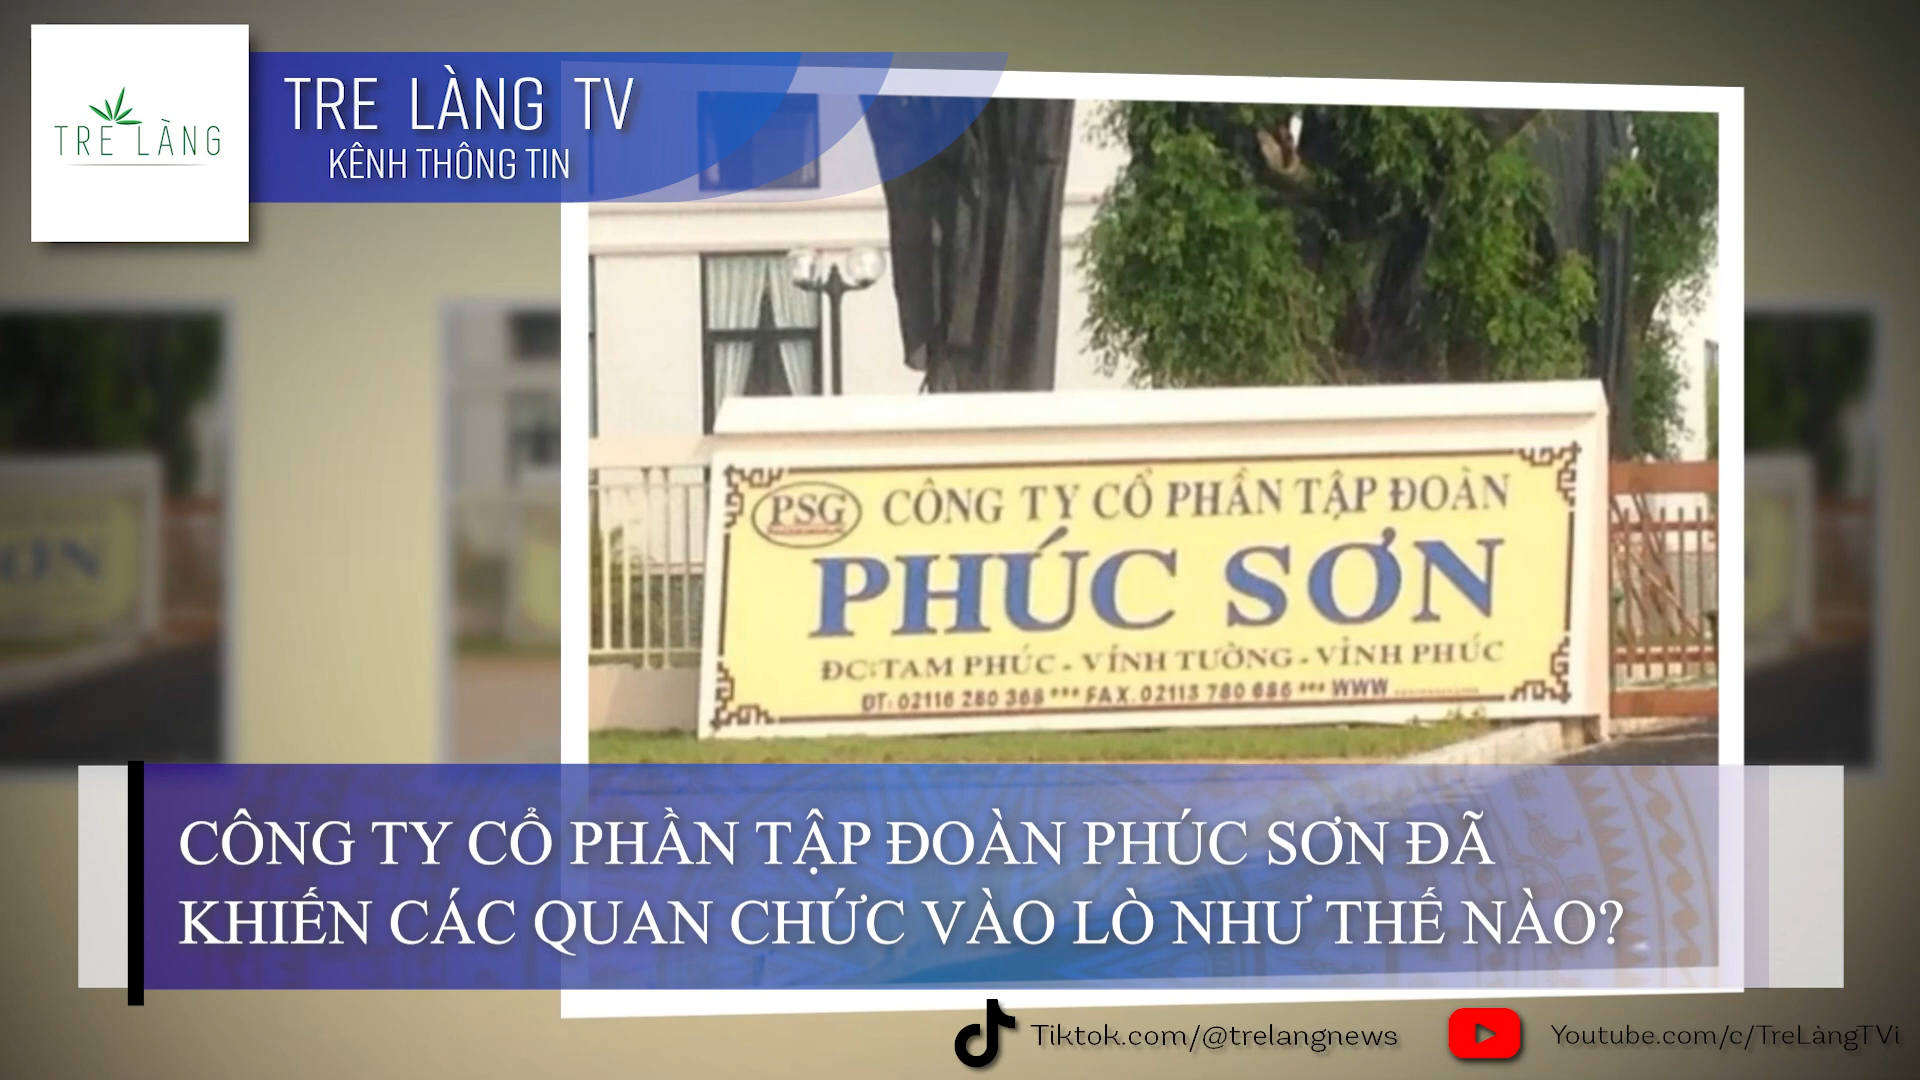 TRE LÀNG
TRE LÀNG TV
KÊNH THÔNG TIN
PSG
CÔNG TY CỔ PHẦN TẬP ĐOÀN
PHÚC SƠN
ĐC:TAM PHÚC - VĨNH TƯỜNG - VĨNH PHÚC
ĐT: 02116 280 368 *** FAX. 02113 780 686 *** WWW
ƠN
CÔNG TY CỔ PHẦN TẬP ĐOÀN PHÚC SƠN ĐÃ
KHIẾN CÁC QUAN CHỨC VÀO LÒ NHƯ THẾ NÀO?
Tiktok.com/@trelangnews
Youtube.com/c/TreLàngTVi